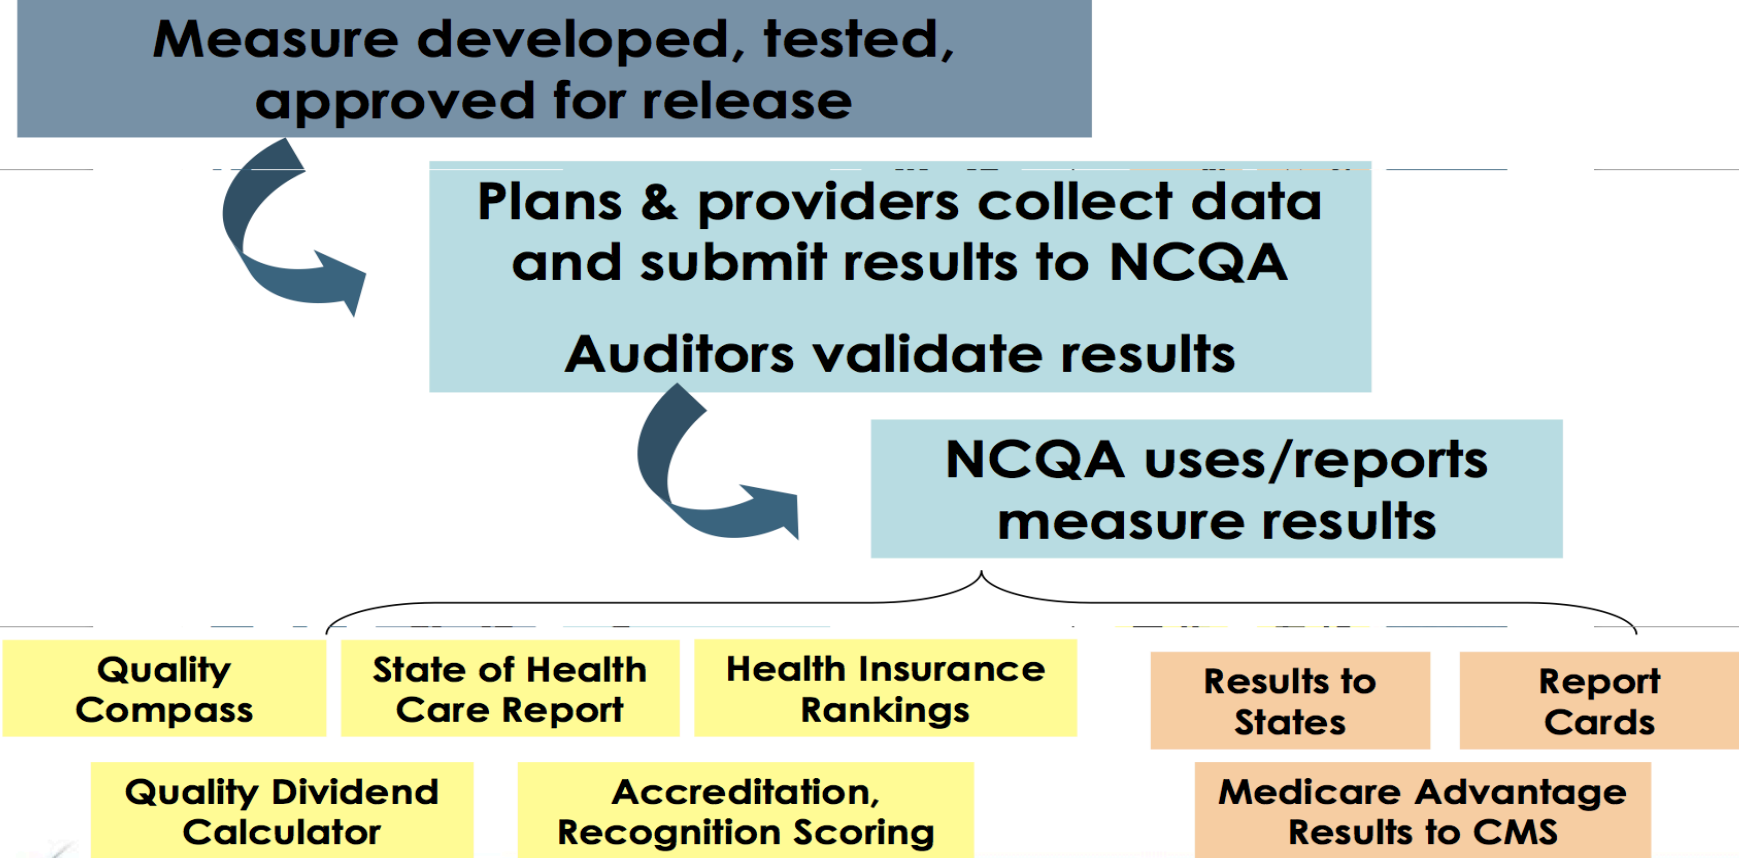 Measure developed, tested,
approved for release
Plans & providers collect data
and submit results to NCQA
Auditors validate results
NCQA uses/reports
measure results
Quality
Compass
State of Health
Care Report
Health Insurance
Rankings
Results to
States
Report
Cards
Quality Dividend
Calculator
Accreditation,
Recognition Scoring
Medicare Advantage
Results to CMS